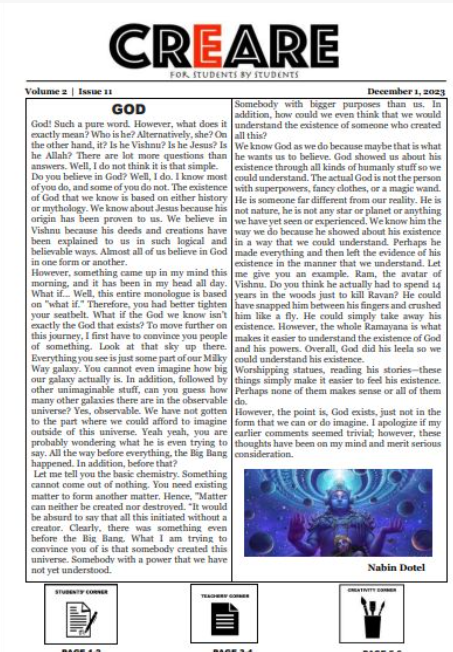 CREARE
FOR STUDENTS BY STUDENTS
Volume 2 | Issue 11
December 1, 2023
GOD
God! Such a pure word. However, what does it
exactly mean? Who is he? Alternatively, she? On
the other hand, it? Is he Vishnu? Is he Jesus? Is
he Allah? There are lot more questions than
answers. Well, I do not think it is that simple.
Do you believe in God? Well, I do. I know most
of you do, and some of you do not. The existence
of God that we know is based on either history
or mythology. We know about Jesus because his
origin has been proven to us. We believe in
Vishnu because his deeds and creations have
been explained to us in such logical and
believable ways. Almost all of us believe in God
in one form or another.
However, something came up in my mind this
morning, and it has been in my head all day.
What if... Well, this entire monologue is based
on "what if." Therefore, you had better tighten
your seatbelt. What if the God we know isn't
exactly the God that exists? To move further on
this journey, I first have to convince you people
of something. Look at that sky up there.
Everything you see is just some part of our Milky
Way galaxy. You cannot even imagine how big
our galaxy actually is. In addition, followed by
other unimaginable stuff, can you guess how
many other galaxies there are in the observable
universe? Yes, observable. We have not gotten
to the part where we could afford to imagine
outside of this universe. Yeah yeah, you are
probably wondering what he is even trying to
say. All the way before everything, the Big Bang
happened. In addition, before that?
Let me tell you the basic chemistry. Something
cannot come out of nothing. You need existing
matter to form another matter. Hence, "Matter
can neither be created nor destroyed. "It would
be absurd to say that all this initiated without a
creator. Clearly, there was something even
before the Big Bang. What I am trying to
convince you of is that somebody created this
universe. Somebody with a power that we have
not yet understood.
Somebody with bigger purposes than us. In
addition, how could we even think that we would
understand the existence of someone who created
all this?
We know God as we do because maybe that is what
he wants us to believe. God showed us about his
existence through all kinds of humanly stuff so we
could understand. The actual God is not the person
with superpowers, fancy clothes, or a magic wand.
He is someone far different from our reality. He is
not nature, he is not any star or planet or anything
we have yet seen or experienced. We know him the
way we do because he showed about his existence
in a way that we could understand. Perhaps he
made everything and then left the evidence of his
existence in the manner that we understand. Let
me give you an example. Ram, the avatar of
Vishnu. Do you think he actually had to spend 14
years in the woods just to kill Ravan? He could
have snapped him between his fingers and crushed
him like a fly. He could simply take away his
existence. However, the whole Ramayana is what
makes it easier to understand the existence of God
and his powers. Overall, God did his leela so we
could understand his existence.
Worshipping statues, reading his stories—these
things simply make it easier to feel his existence.
Perhaps none of them makes sense or all of them
do.
However, the point is, God exists, just not in the
form that we can or do imagine. I apologize if my
earlier comments seemed trivial; however, these
thoughts have been on my mind and merit serious
consideration.
Nabin Dotel
STUDENTS' CORNER
TEACHERS' CORNER
CREATIVITY CORNER